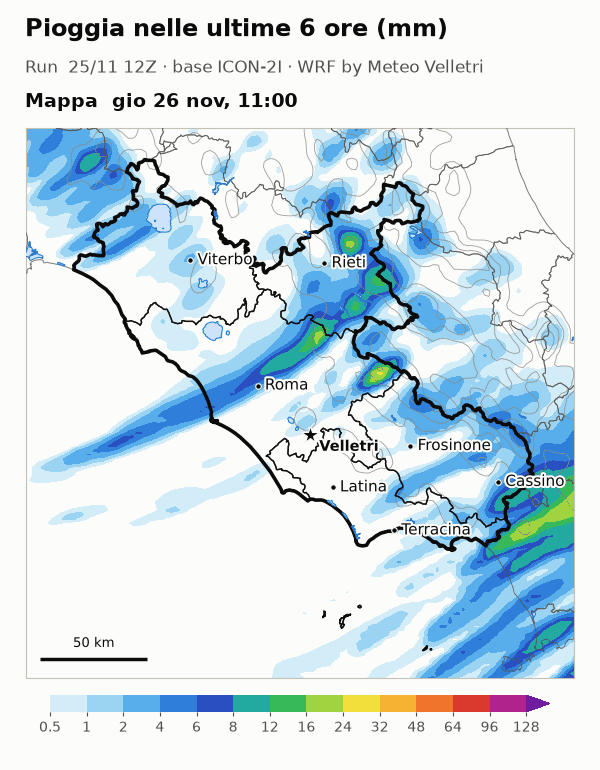 Pioggia nelle ultime 6 ore (mm)
Run  25/11 12Z · base ICON-2I · WRF by Meteo Velletri
Mappa  gio 26 nov, 11:00
Viterbo
Rieti
Roma
Velletri
Frosinone
Cassino
Latina
Terracina
50 km
0.5 1 2 4 6 8 12 16 24 32 48 64 96 128